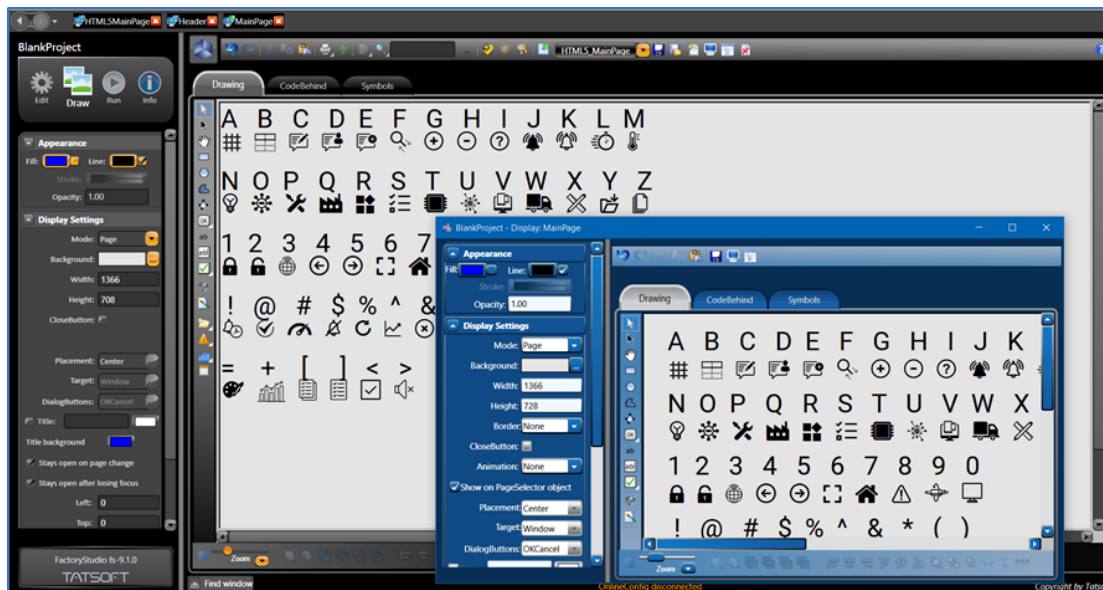 HTML5MainPage Header MainPage
BlankProject
HTML5_MainPage
Edit Draw Run Info
Drawing CodeBehind Symbols
Appearance
Fill: Line:
Stroke:
Opacity: 1.00
Display Settings
Mode: Page
Background:
Width: 1366
Height: 708
CloseButton:
Placement: Center
Target: Window
DialogButtons: OKCancel
Title:
Title background
Stays open on page change
Stays open after losing focus
Left: 0
Top: 0
FactoryStudio fs-9.1.0
TATSOFT
A B C D E F G H I J K L M
N O P Q R S T U V W X Y Z
1 2 3 4 5 6 7
! @ # $ % ^ &
= + [ ] < >
Zoom
Find window
OnlineConfig disconnected
Copyright by Tats
BlankProject - Display: MainPage
Appearance
Fill: Line:
Stroke:
Opacity: 1.00
Display Settings
Mode: Page
Background:
Width: 1366
Height: 728
Border: None
CloseButton:
Animation: None
Show on PageSelector object
Placement: Center
Target: Window
DialogButtons: OKCancel
Drawing CodeBehind Symbols
A B C D E F G H I J K
N O P Q R S T U V W X
1 2 3 4 5 6 7 8 9 0
! @ # $ % ^ & * ( )
Zoom